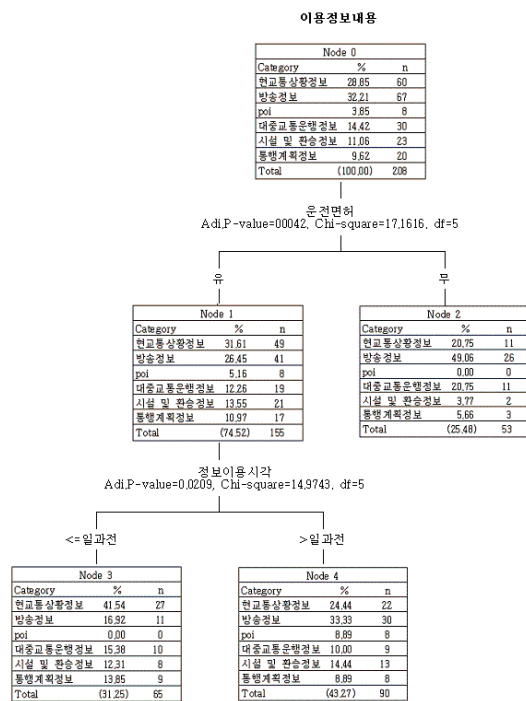 이용정보내용
Node 0
Category % n
현교통상황정보 28,85 60
방송정보 32,21 67
poi 3,85 8
대중교통운행정보 14,42 30
시설 및 환승정보 11,06 23
통행계획정보 9,62 20
Total (100,00) 208
운전면허
Adj,P-value=00042, Chi-square=17,1616, df=5
유
무
Node 1
Category % n
현교통상황정보 31,61 49
방송정보 26,45 41
poi 5,16 8
대중교통운행정보 12,26 19
시설 및 환승정보 13,55 21
통행계획정보 10,97 17
Total (74,52) 155
Node 2
Category % n
현교통상황정보 20,75 11
방송정보 49,06 26
poi 0,00 0
대중교통운행정보 20,75 11
시설 및 환승정보 3,77 2
통행계획정보 5,66 3
Total (25,48) 53
정보이용시각
Adj,P-value=0,0209, Chi-square=14,9743, df=5
<=일과전
>일과전
Node 3
Category % n
현교통상황정보 41,54 27
방송정보 16,92 11
poi 0,00 0
대중교통운행정보 15,38 10
시설 및 환승정보 12,31 8
통행계획정보 13,85 9
Total (31,25) 65
Node 4
Category % n
현교통상황정보 24,44 22
방송정보 33,33 30
poi 8,89 8
대중교통운행정보 10,00 9
시설 및 환승정보 14,44 13
통행계획정보 8,89 8
Total (43,27) 90